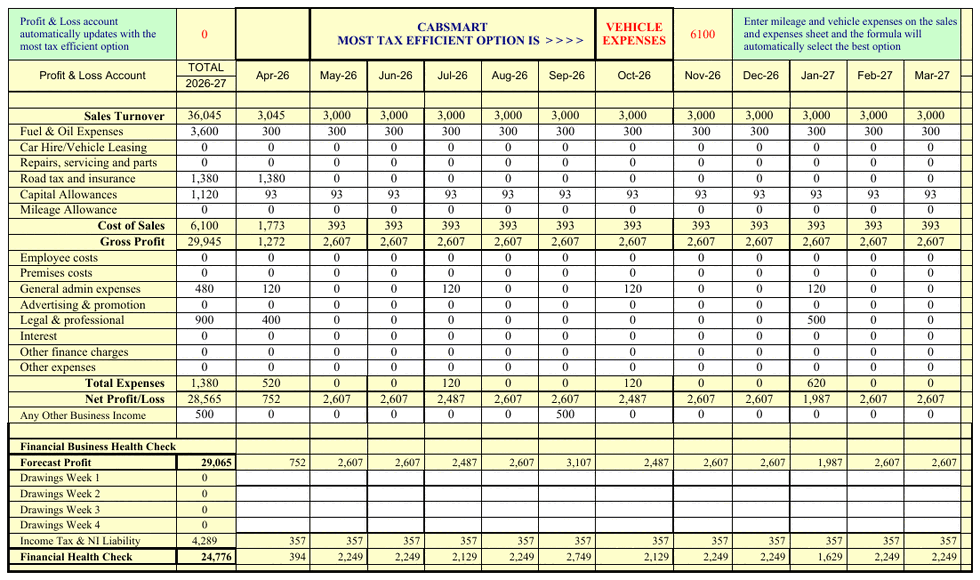 Profit & Loss account automatically updates with the most tax efficient option 0 CABSMART MOST TAX EFFICIENT OPTION IS >>>> VEHICLE EXPENSES 6100 Enter mileage and vehicle expenses on the sales and expenses sheet and the formula will automatically select the best option
Profit & Loss Account TOTAL 2026-27 Apr-26 May-26 Jun-26 Jul-26 Aug-26 Sep-26 Oct-26 Nov-26 Dec-26 Jan-27 Feb-27 Mar-27
Sales Turnover 36,045 3,045 3,000 3,000 3,000 3,000 3,000 3,000 3,000 3,000 3,000 3,000 3,000
Fuel & Oil Expenses 3,600 300 300 300 300 300 300 300 300 300 300 300 300
Car Hire/Vehicle Leasing 0 0 0 0 0 0 0 0 0 0 0 0 0
Repairs, servicing and parts 0 0 0 0 0 0 0 0 0 0 0 0 0
Road tax and insurance 1,380 1,380 0 0 0 0 0 0 0 0 0 0 0
Capital Allowances 1,120 93 93 93 93 93 93 93 93 93 93 93 93
Mileage Allowance 0 0 0 0 0 0 0 0 0 0 0 0 0
Cost of Sales 6,100 1,773 393 393 393 393 393 393 393 393 393 393 393
Gross Profit 29,945 1,272 2,607 2,607 2,607 2,607 2,607 2,607 2,607 2,607 2,607 2,607 2,607
Employee costs 0 0 0 0 0 0 0 0 0 0 0 0 0
Premises costs 0 0 0 0 0 0 0 0 0 0 0 0 0
General admin expenses 480 120 0 0 120 0 0 120 0 0 120 0 0
Advertising & promotion 0 0 0 0 0 0 0 0 0 0 0 0 0
Legal & professional 900 400 0 0 0 0 0 0 0 0 500 0 0
Interest 0 0 0 0 0 0 0 0 0 0 0 0 0
Other finance charges 0 0 0 0 0 0 0 0 0 0 0 0 0
Other expenses 0 0 0 0 0 0 0 0 0 0 0 0 0
Total Expenses 1,380 520 0 0 120 0 0 120 0 0 620 0 0
Net Profit/Loss 28,565 752 2,607 2,607 2,487 2,607 2,607 2,487 2,607 2,607 1,987 2,607 2,607
Any Other Business Income 500 0 0 0 0 0 500 0 0 0 0 0 0
Financial Business Health Check
Forecast Profit 29,065 752 2,607 2,607 2,487 2,607 3,107 2,487 2,607 2,607 1,987 2,607 2,607
Drawings Week 1 0
Drawings Week 2 0
Drawings Week 3 0
Drawings Week 4 0
Income Tax & NI Liability 4,289 357 357 357 357 357 357 357 357 357 357 357 357
Financial Health Check 24,776 394 2,249 2,249 2,129 2,249 2,749 2,129 2,249 2,249 1,629 2,249 2,249